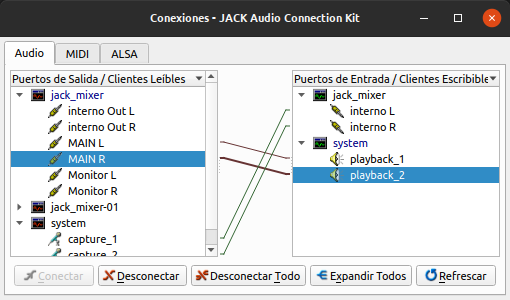 Conexiones - JACK Audio Connection Kit
Audio MIDI ALSA
Puertos de Salida / Clientes Leíbles
jack_mixer
interno Out L
interno Out R
MAIN L
MAIN R
Monitor L
Monitor R
jack_mixer-01
system
capture_1
capture_2
Puertos de Entrada / Clientes Escribible
jack_mixer
interno L
interno R
system
playback_1
playback_2
Conectar Desconectar Desconectar Todo Expandir Todos Refrescar